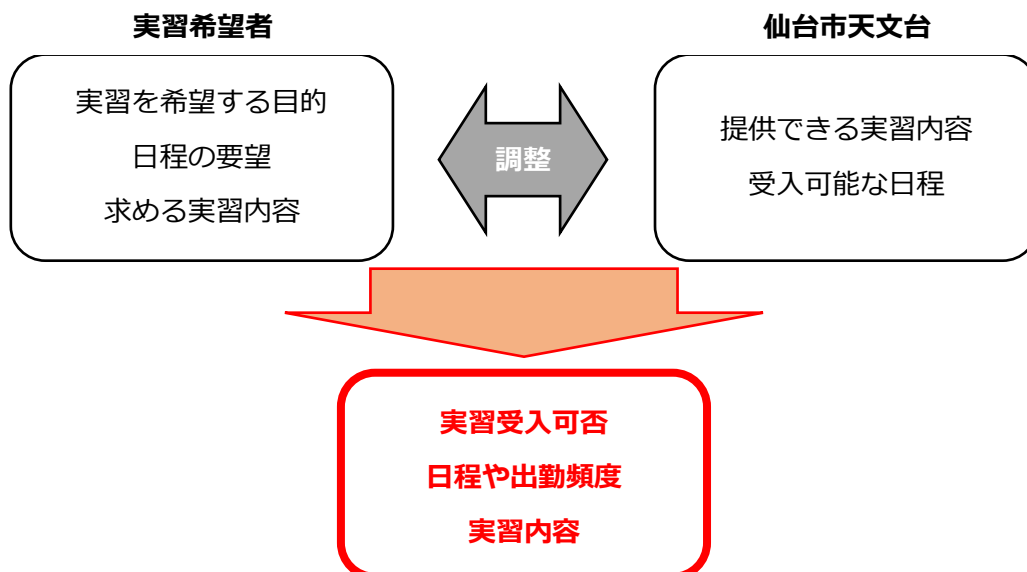 実習希望者
実習を希望する目的
日程の要望
求める実習内容
調整
仙台市天文台
提供できる実習内容
受入可能な日程
実習受入可否
日程や出勤頻度
実習内容